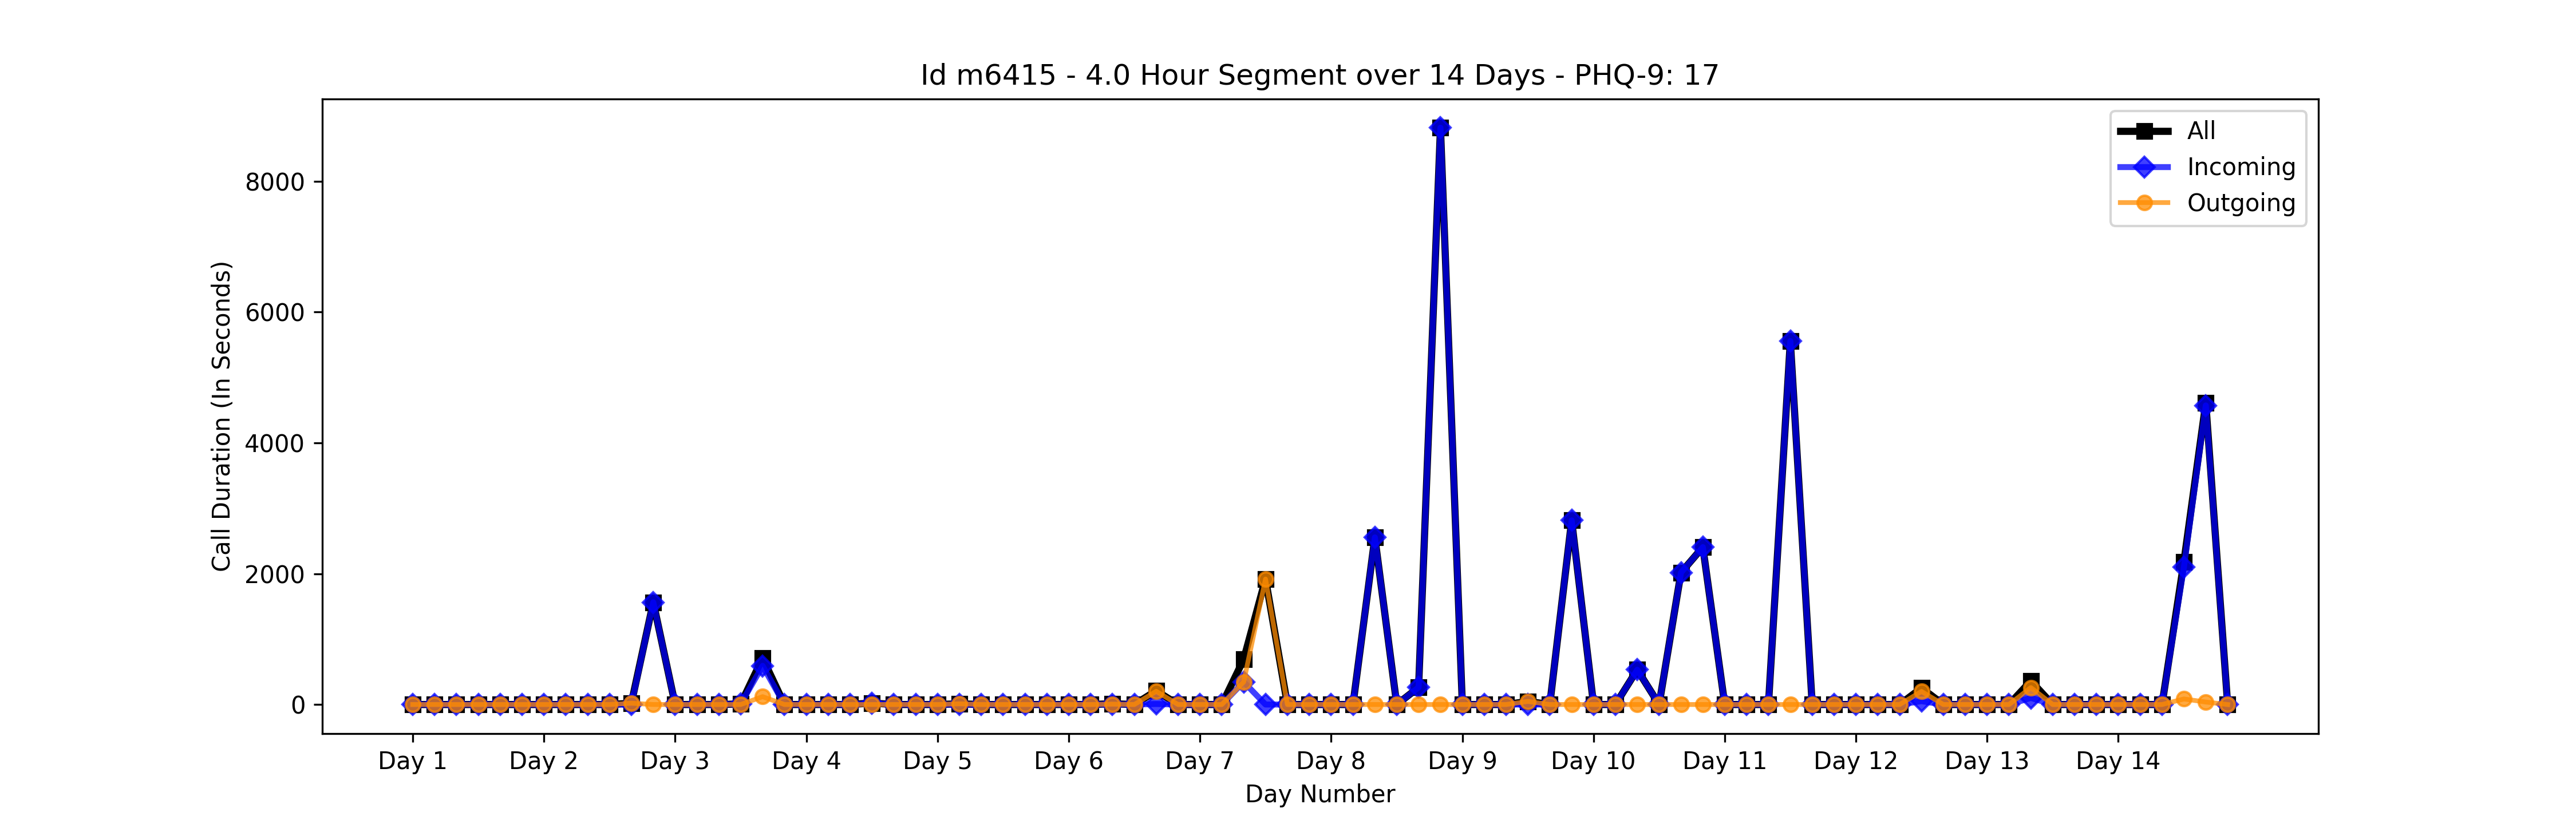 Id m6415 - 4.0 Hour Segment over 14 Days - PHQ-9: 17
All
Incoming
Outgoing
8000
6000
4000
2000
0
Call Duration (In Seconds)
Day 1 Day 2 Day 3 Day 4 Day 5 Day 6 Day 7 Day 8 Day 9 Day 10 Day 11 Day 12 Day 13 Day 14
Day Number